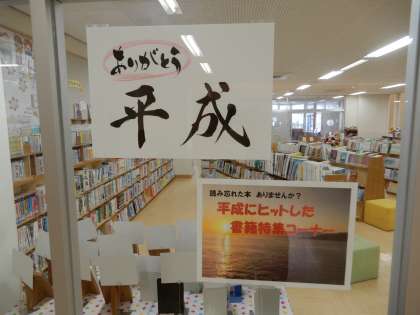 ありがとう
平成
読み忘れた本 ありませんか？
平成にヒットした
書籍特集コーナー